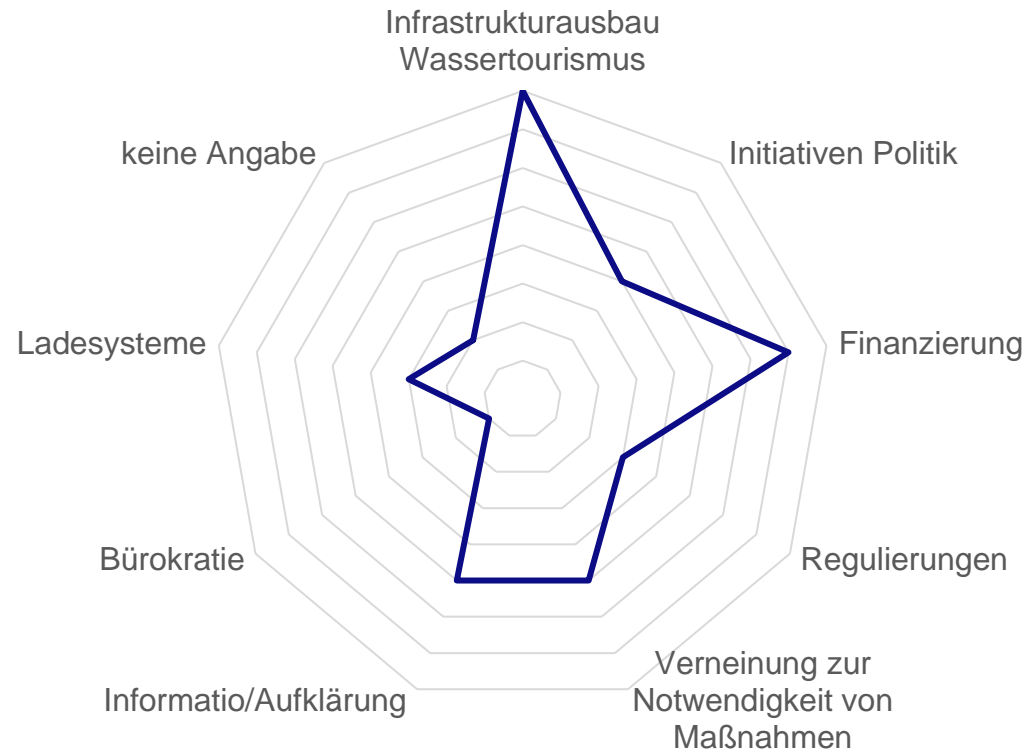 Infrastrukturausbau
Wassertourismus
Initiativen Politik
Finanzierung
Regulierungen
Verneinung zur
Notwendigkeit von
Maßnahmen
Informatio/Aufklärung
Bürokratie
Ladesysteme
keine Angabe